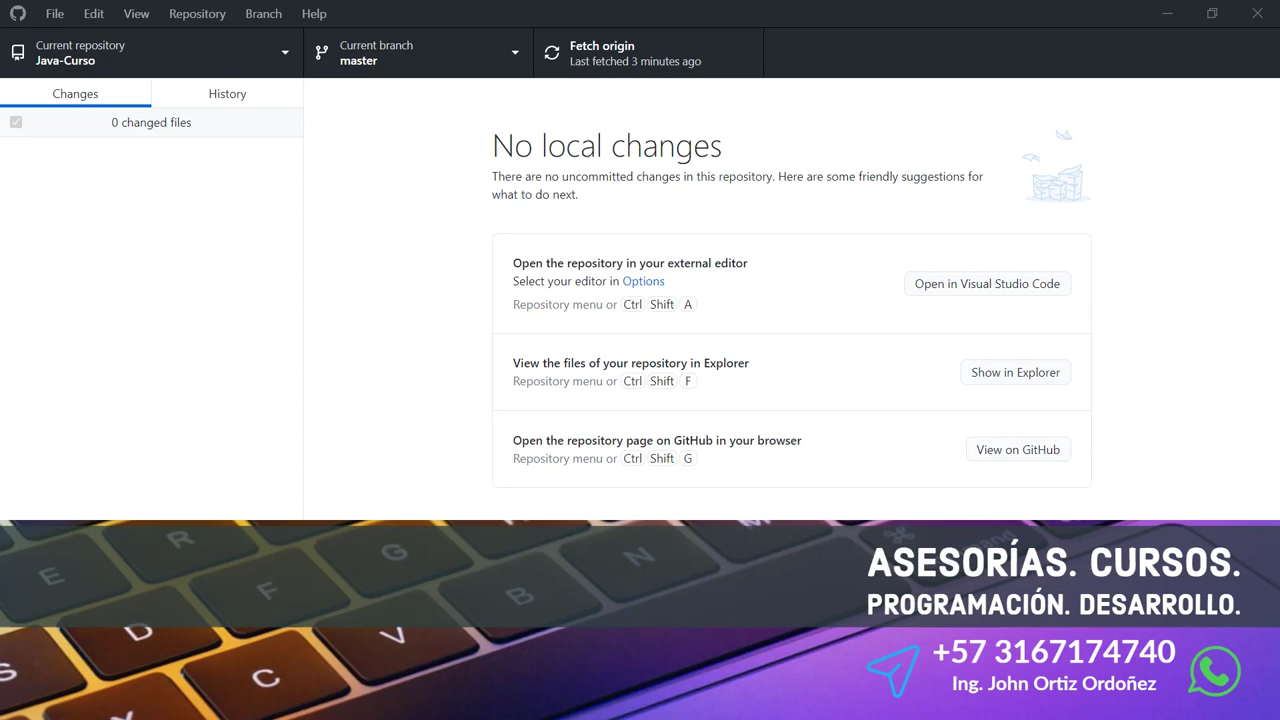 File Edit View Repository Branch Help
Current repository
Java-Curso
Current branch
master
Fetch origin
Last fetched 3 minutes ago
Changes
History
0 changed files
No local changes
There are no uncommitted changes in this repository. Here are some friendly suggestions for
what to do next.
Open the repository in your external editor
Select your editor in Options
Repository menu or Ctrl Shift A
Open in Visual Studio Code
View the files of your repository in Explorer
Repository menu or Ctrl Shift F
Show in Explorer
Open the repository page on GitHub in your browser
Repository menu or Ctrl Shift G
View on GitHub
E R F G B N M
D C V
ASESORÍAS. CURSOS.
PROGRAMACIÓN. DESARROLLO.
+57 3167174740
Ing. John Ortiz Ordoñez